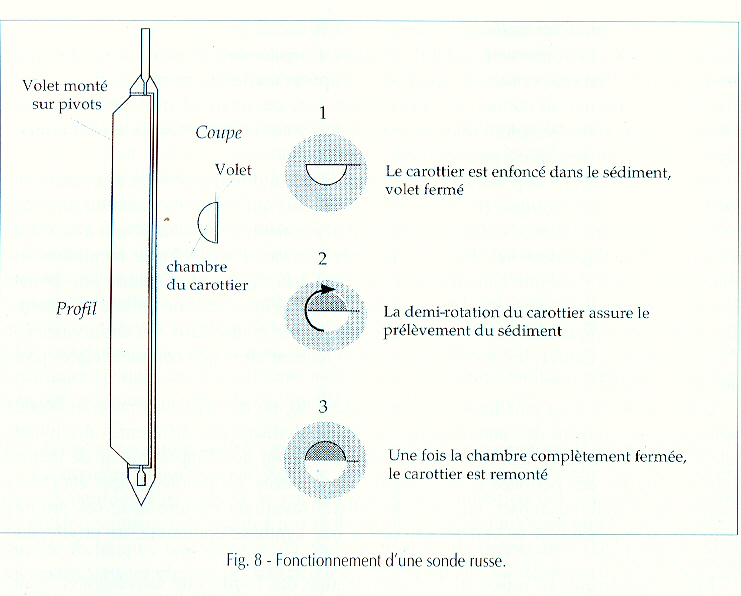 Volet monté
sur pivots
Coupe
Volet
chambre
du carottier
Profil
1
Le carottier est enfoncé dans le sédiment,
volet fermé
2
La demi-rotation du carottier assure le
prélèvement du sédiment
3
Une fois la chambre complètement fermée,
le carottier est remonté
Fig. 8 - Fonctionnement d'une sonde russe.